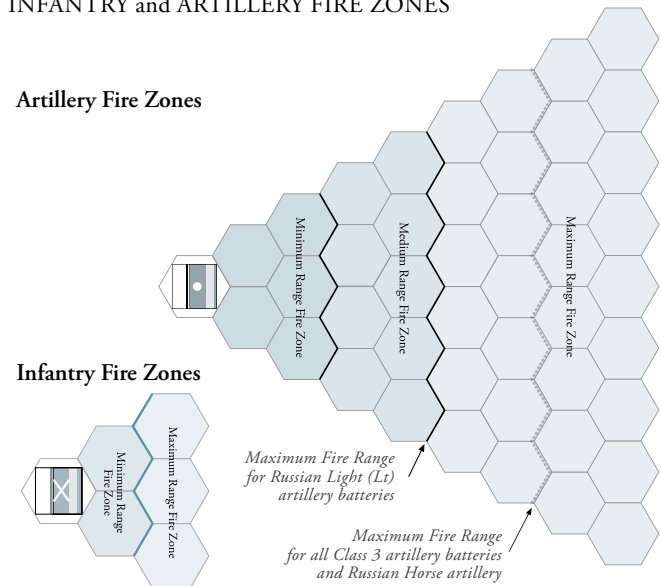 INFANTRY and ARTILLERY FIRE ZONES
Artillery Fire Zones
Minimum Range Fire Zone
Medium Range Fire Zone
Maximum Range Fire Zone
Infantry Fire Zones
Minimum Range
Fire Zone
Maximum Range Fire Zone
Maximum Fire Range
for Russian Light (Lt)
artillery batteries
Maximum Fire Range
for all Class 3 artillery batteries
and Russian Horse artillery